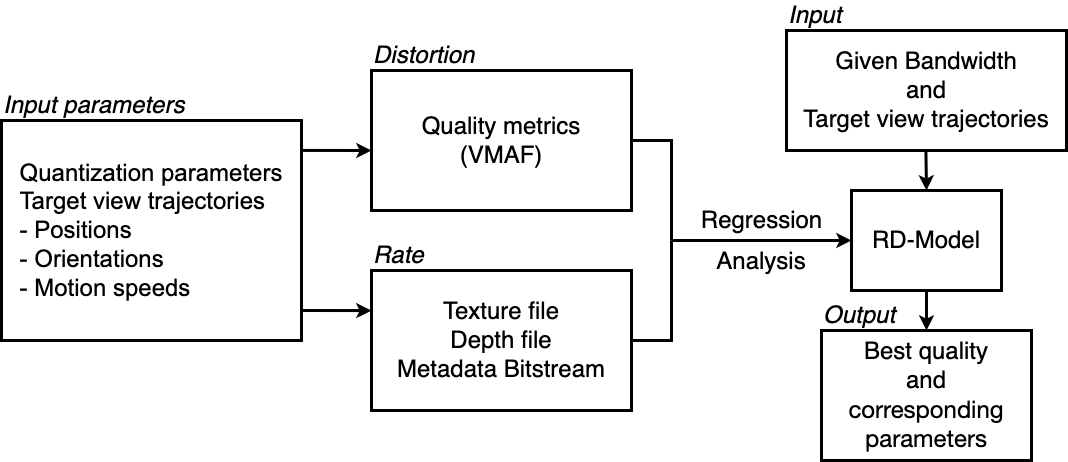 Input parameters
Quantization parameters
Target view trajectories
- Positions
- Orientations
- Motion speeds
Distortion
Quality metrics
(VMAF)
Rate
Texture file
Depth file
Metadata Bitstream
Regression
Analysis
Input
Given Bandwidth
and
Target view trajectories
RD-Model
Output
Best quality
and
corresponding
parameters